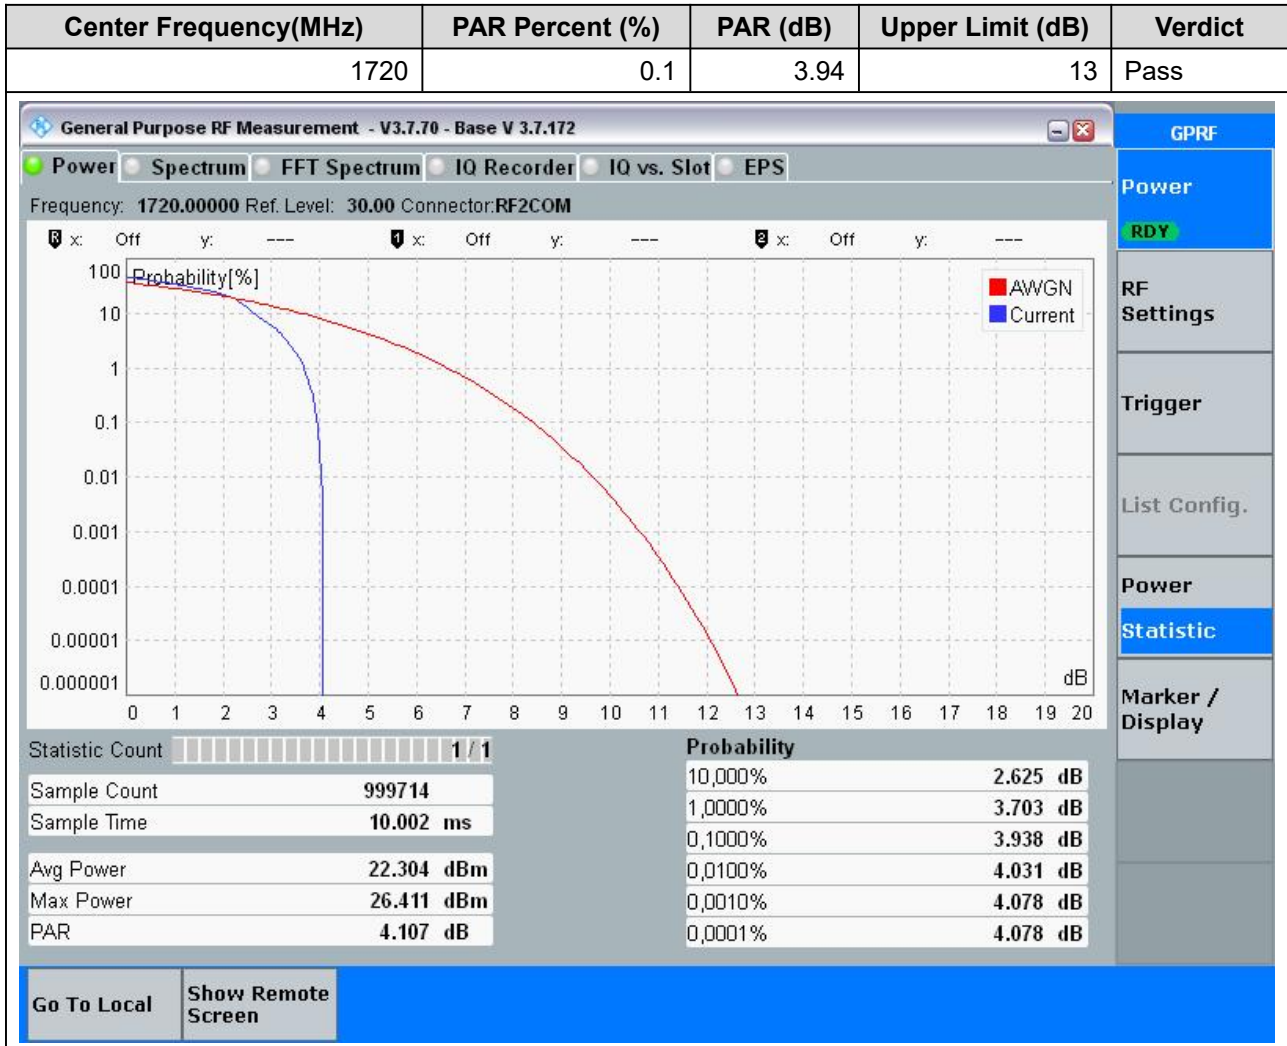 Center Frequency(MHz) PAR Percent (%) PAR (dB) Upper Limit (dB) Verdict
1720 0.1 3.94 13 Pass
General Purpose RF Measurement - V3.7.70 - Base V 3.7.172
GPRF
Power Spectrum FFT Spectrum IQ Recorder IQ vs. Slot EPS
Power
RDY
Frequency: 1720.00000 Ref. Level: 30.00 Connector:RF2COM
R x: Off y: --- 1 x: Off y: --- 2 x: Off y: ---
100 Probability[%]
AWGN
Current
10
1
0.1
0.01
0.001
0.0001
0.00001
0.000001
dB
0 1 2 3 4 5 6 7 8 9 10 11 12 13 14 15 16 17 18 19 20
RF
Settings
Trigger
List Config.
Power
Statistic
Marker /
Display
Statistic Count 1 / 1
Sample Count 999714
Sample Time 10.002 ms
Avg Power 22.304 dBm
Max Power 26.411 dBm
PAR 4.107 dB
Probability
10,000% 2.625 dB
1,0000% 3.703 dB
0,1000% 3.938 dB
0,0100% 4.031 dB
0,0010% 4.078 dB
0,0001% 4.078 dB
Go To Local
Show Remote
Screen